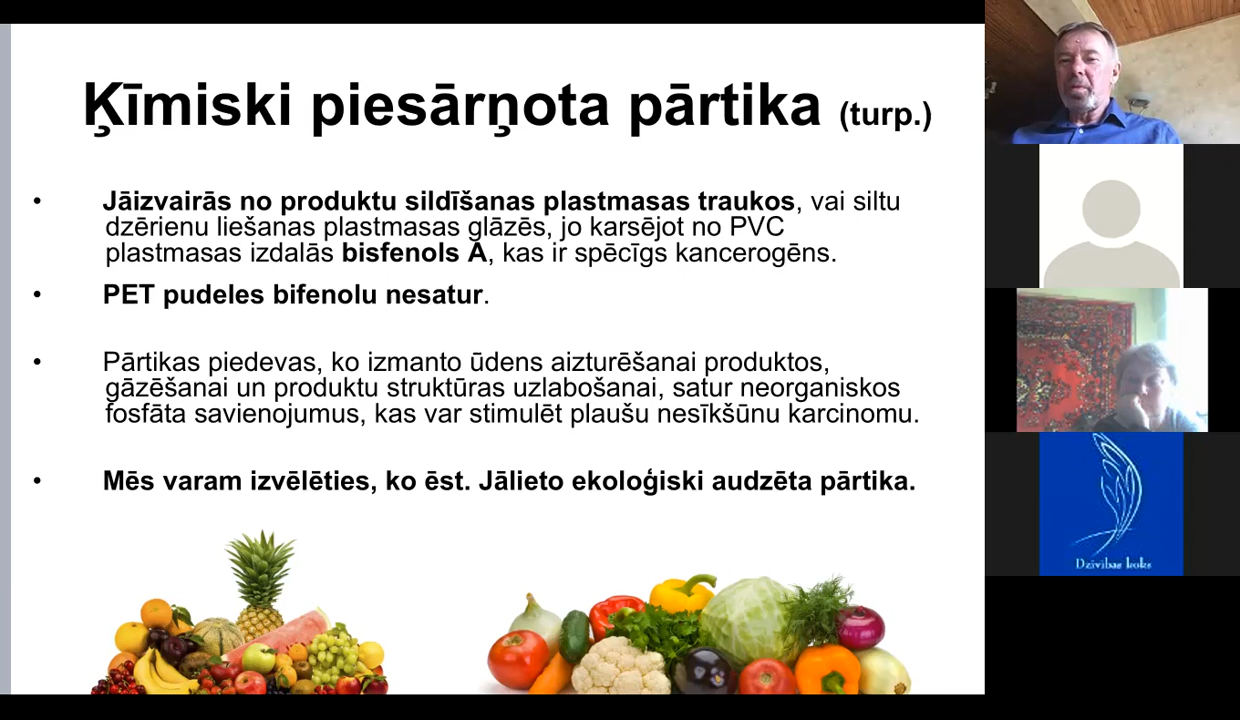 Ķīmiski piesārņota pārtika (turp.)
• Jāizvairās no produktu sildīšanas plastmasas traukos, vai siltu
dzērienu liešanas plastmasas glāzēs, jo karsējot no PVC
plastmasas izdalās bisfenols A, kas ir spēcīgs kancerogēns.
• PET pudeles bifenolu nesatur.
• Pārtikas piedevas, ko izmanto ūdens aizturēšanai produktos,
gāzēšanai un produktu struktūras uzlabošanai, satur neorganiskos
fosfāta savienojumus, kas var stimulēt plaušu nesīkšūnu karcinomu.
• Mēs varam izvēlēties, ko ēst. Jālieto ekoloģiski audzēta pārtika.
Dzīvības koks